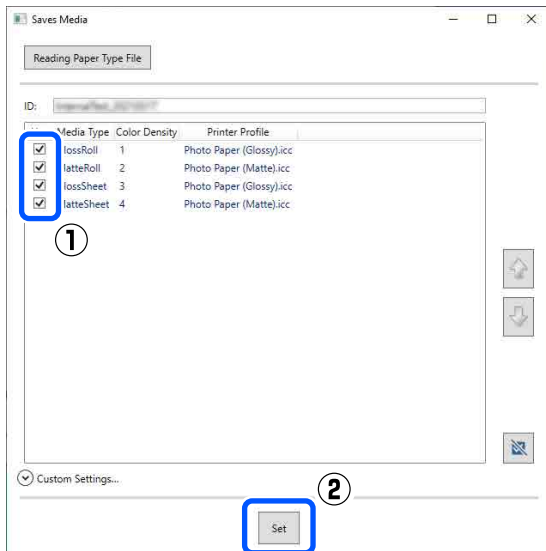 Saves Media
Reading Paper Type File
ID:
Media Type Color Density Printer Profile
lossRoll 1 Photo Paper (Glossy).icc
latteRoll 2 Photo Paper (Matte).icc
lossSheet 3 Photo Paper (Glossy).icc
latteSheet 4 Photo Paper (Matte).icc
①
Custom Settings...
②
Set